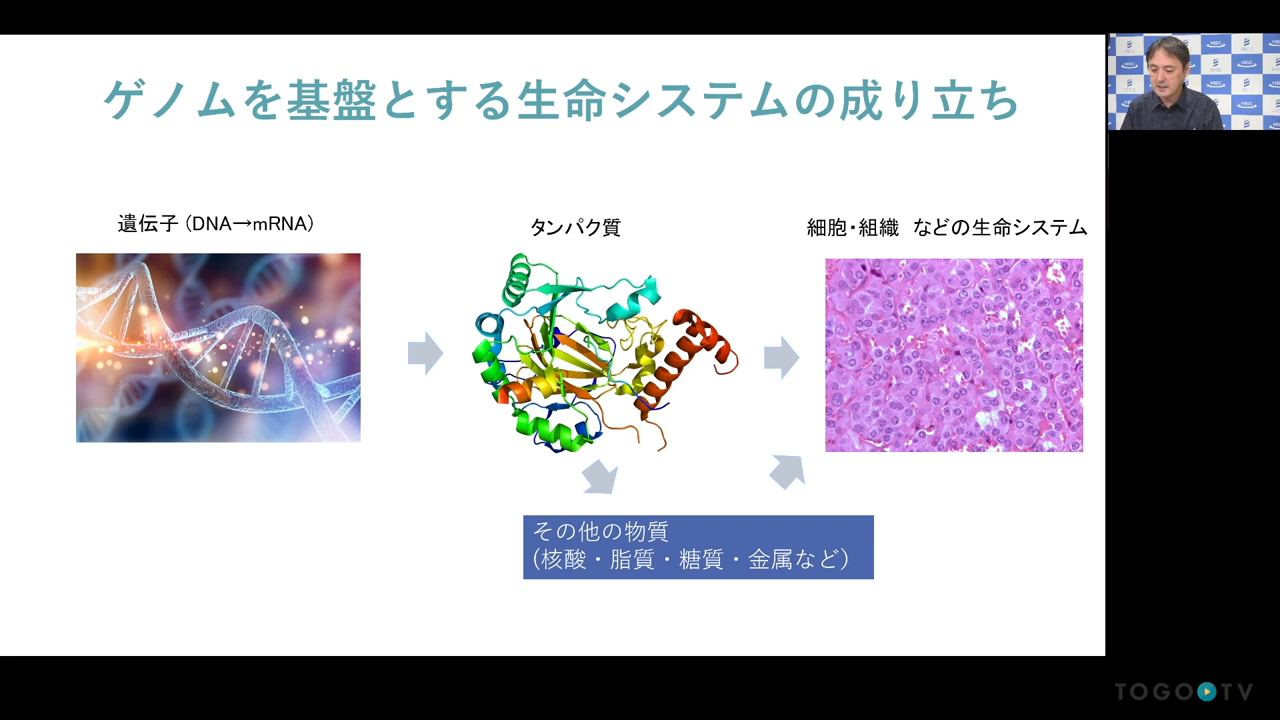 ゲノムを基盤とする生命システムの成り立ち
遺伝子 (DNA→mRNA)
タンパク質
細胞・組織　などの生命システム
その他の物質
(核酸・脂質・糖質・金属など)
TOGO TV